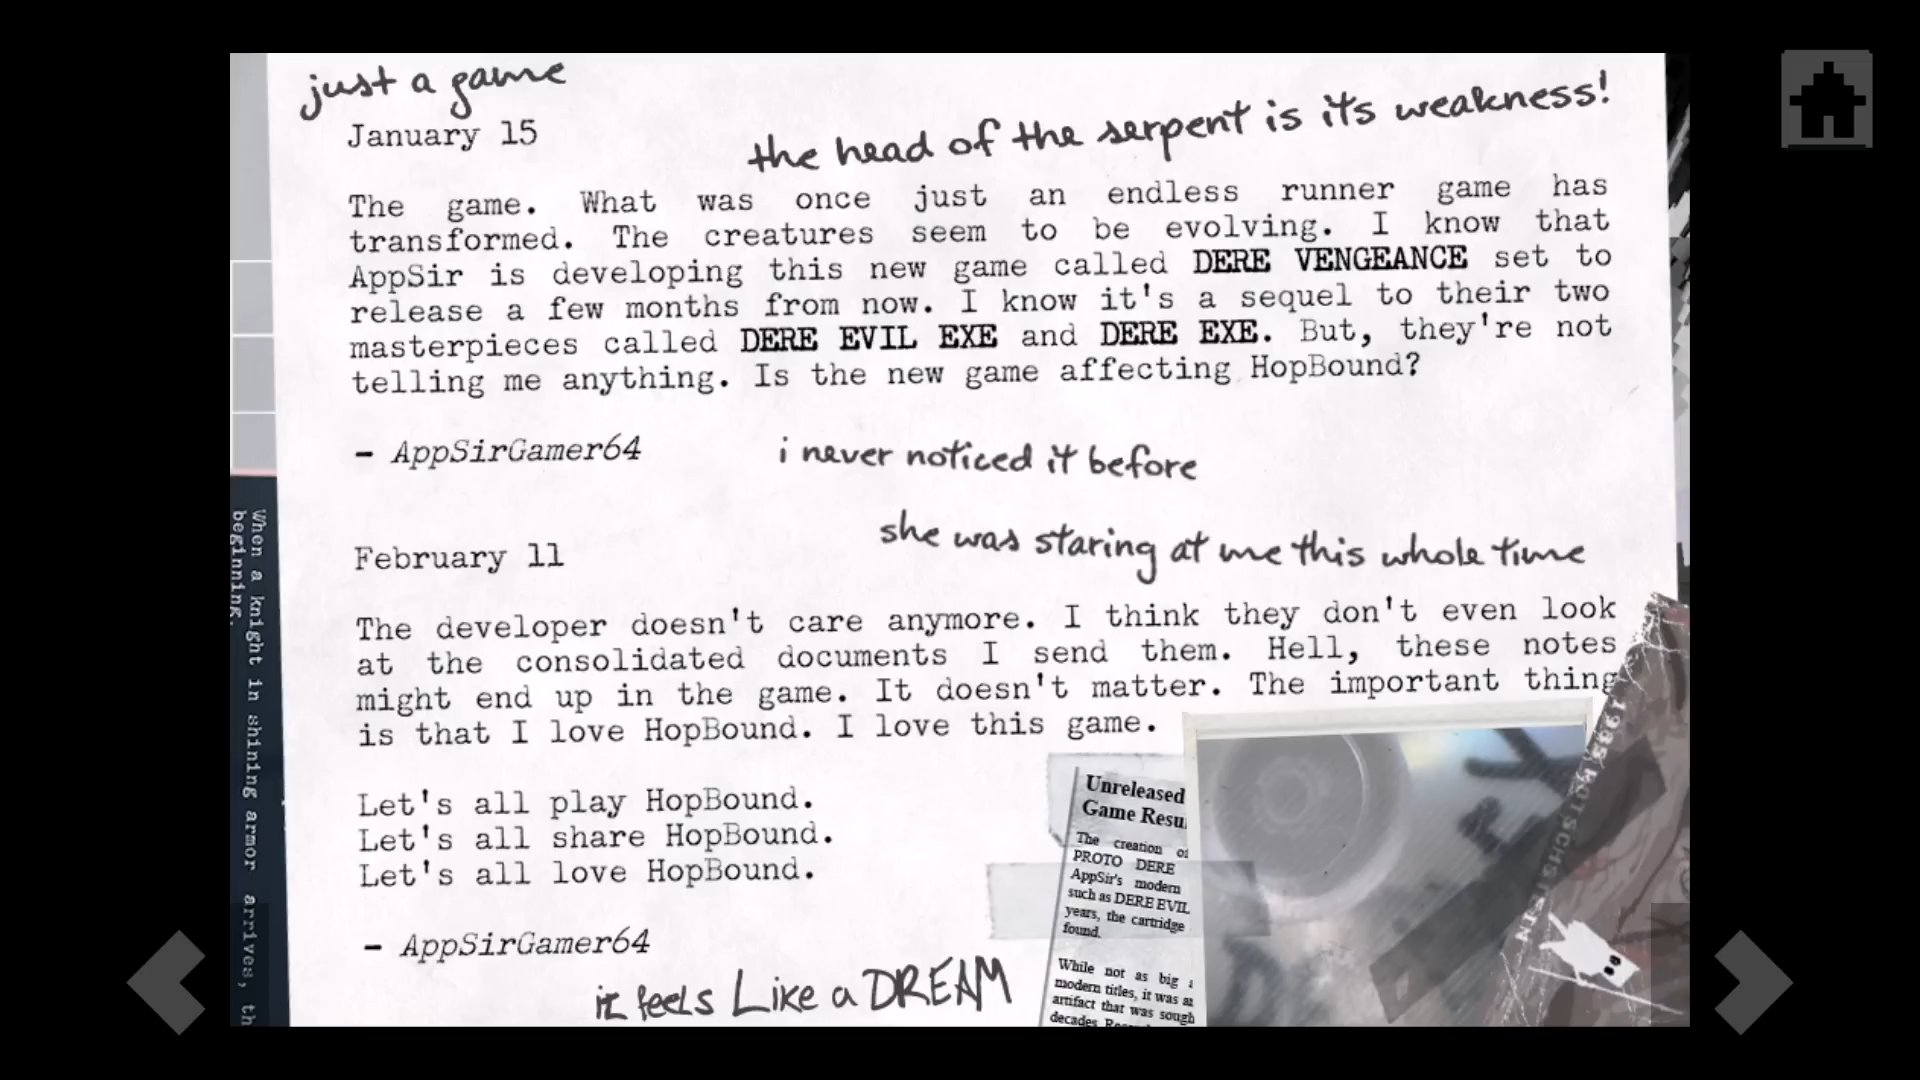 just a game
the head of the serpent is its weakness!
January 15
The game. What was once just an endless runner game has
transformed. The creatures seem to be evolving. I know that
AppSir is developing this new game called DERE VENGEANCE set to
release a few months from now. I know it's a sequel to their two
masterpieces called DERE EVIL EXE and DERE EXE. But, they're not
telling me anything. Is the new game affecting HopBound?
– AppSirGamer64
i never noticed it before
she was staring at me this whole time
February 11
The developer doesn't care anymore. I think they don't even look
at the consolidated documents I send them. Hell, these notes
might end up in the game. It doesn't matter. The important thing
is that I love HopBound. I love this game.
Let's all play HopBound.
Let's all share HopBound.
Let's all love HopBound.
– AppSirGamer64
it feels Like a DREAM
When a knight in shining armor arrives, th
beginning.
Unreleased
Game Resu
The creation of
PROTO DERE
AppSir's modern
such as DERE EVIL
years, the cartridge
found.
While not as big
modern titles, it was
artifact that was sough
decades.